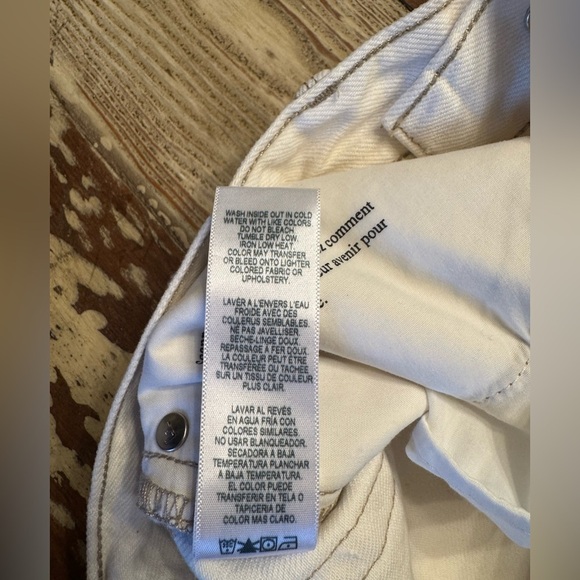 WASH INSIDE OUT IN COLD
WATER WITH LIKE COLORS.
DO NOT BLEACH.
TUMBLE DRY LOW.
IRON LOW HEAT.
COLOR MAY TRANSFER
OR BLEED ONTO LIGHTER
COLORED FABRIC OR
UPHOLSTERY.
LAVER À L'ENVERS L'EAU
FROIDE AVEC DES
COULERUS SEMBLABLES.
NE PAS JAVELLISER.
SÈCHE-LINGE DOUX.
REPASSAGE À FER DOUX.
LA COULEUR PEUT ÊTRE
TRANSFÉRÉE OU TACHÉE
SUR UN TISSU DE COULEUR
PLUS CLAIR.
LAVAR AL REVÉS
EN AGUA FRÍA CON
COLORES SIMILARES.
NO USAR BLANQUEADOR.
SECADORA A BAJA
TEMPERATURA PLANCHAR
A BAJA TEMPERATURA.
EL COLOR PUEDE
TRANSFERIR EN TELA O
TAPICERIA DE
COLOR MAS CLARO.
comment
avenir pour